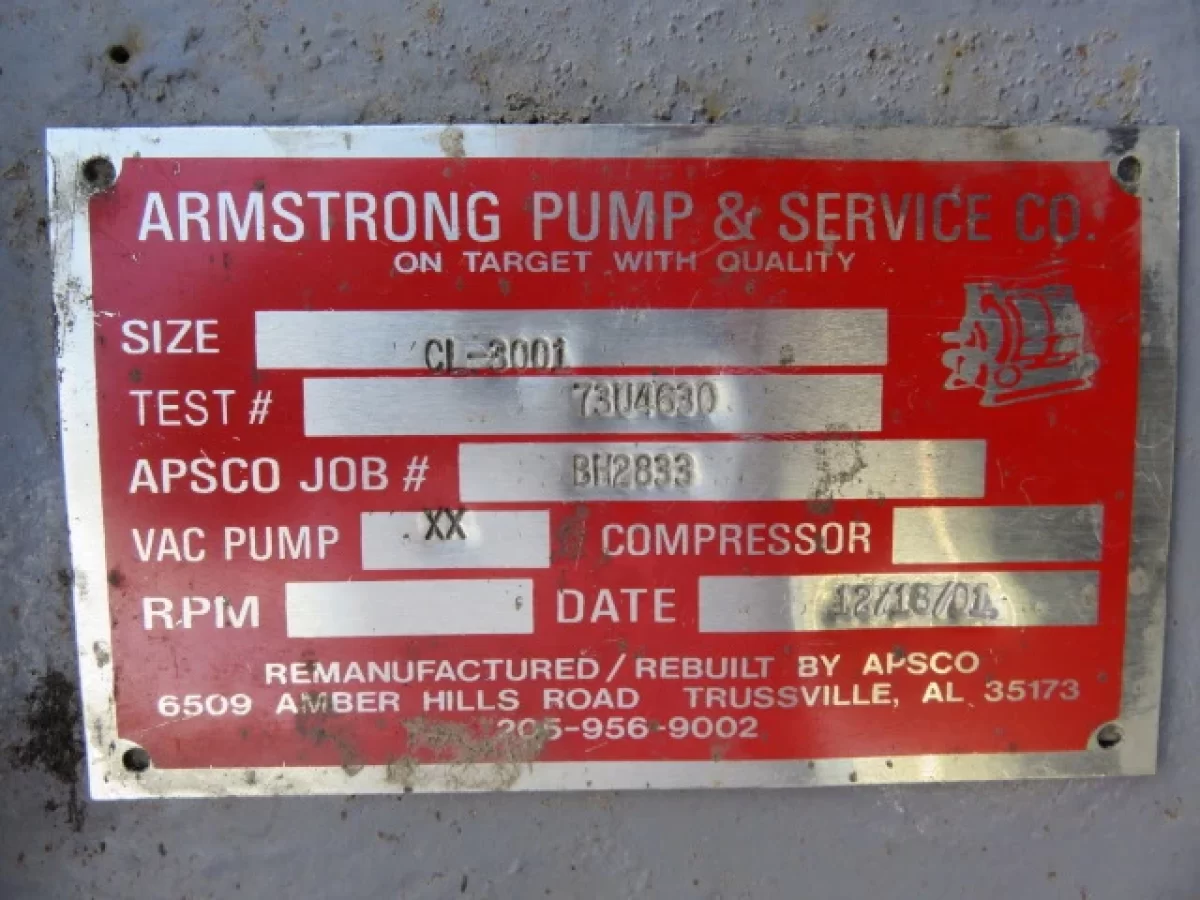 ARMSTRONG PUMP & SERVICE CO.
ON TARGET WITH QUALITY
SIZE CL-3001
TEST # 73U4630
APSCO JOB # BH2833
VAC PUMP XX COMPRESSOR
RPM DATE 12/18/01
REMANUFACTURED/REBUILT BY APSCO
6509 AMBER HILLS ROAD TRUSSVILLE, AL 35173
205-956-9002